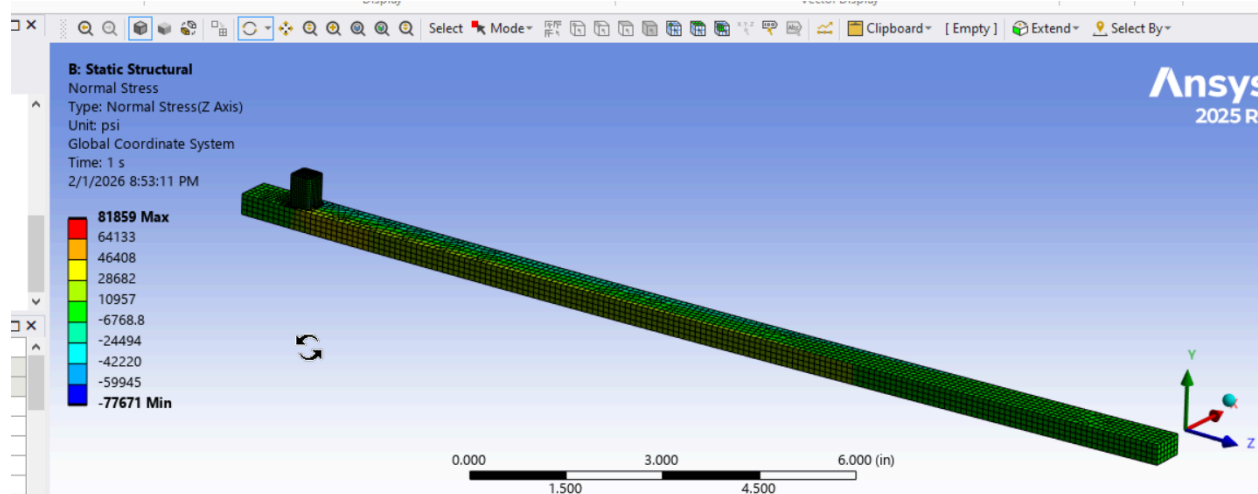 Select Mode Clipboard [ Empty ] Extend Select By
B: Static Structural
Normal Stress
Type: Normal Stress(Z Axis)
Unit: psi
Global Coordinate System
Time: 1 s
2/1/2026 8:53:11 PM
81859 Max
64133
46408
28682
10957
-6768.8
-24494
-42220
-59945
-77671 Min
Ansys
2025 R
Y
Z
0.000 3.000 6.000 (in)
1.500 4.500